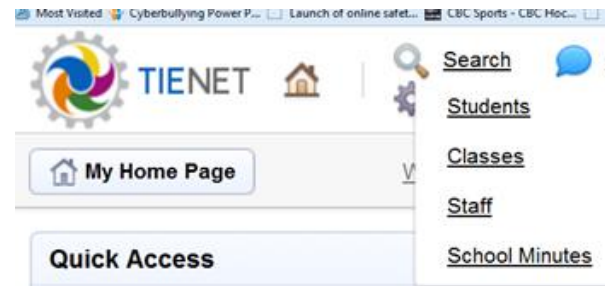 Most Visited Cyberbullying Power P... Launch of online safet... CBC Sports - CBC Hoc...
TIENET
Search
Students
My Home Page
Classes
Staff
Quick Access
School Minutes